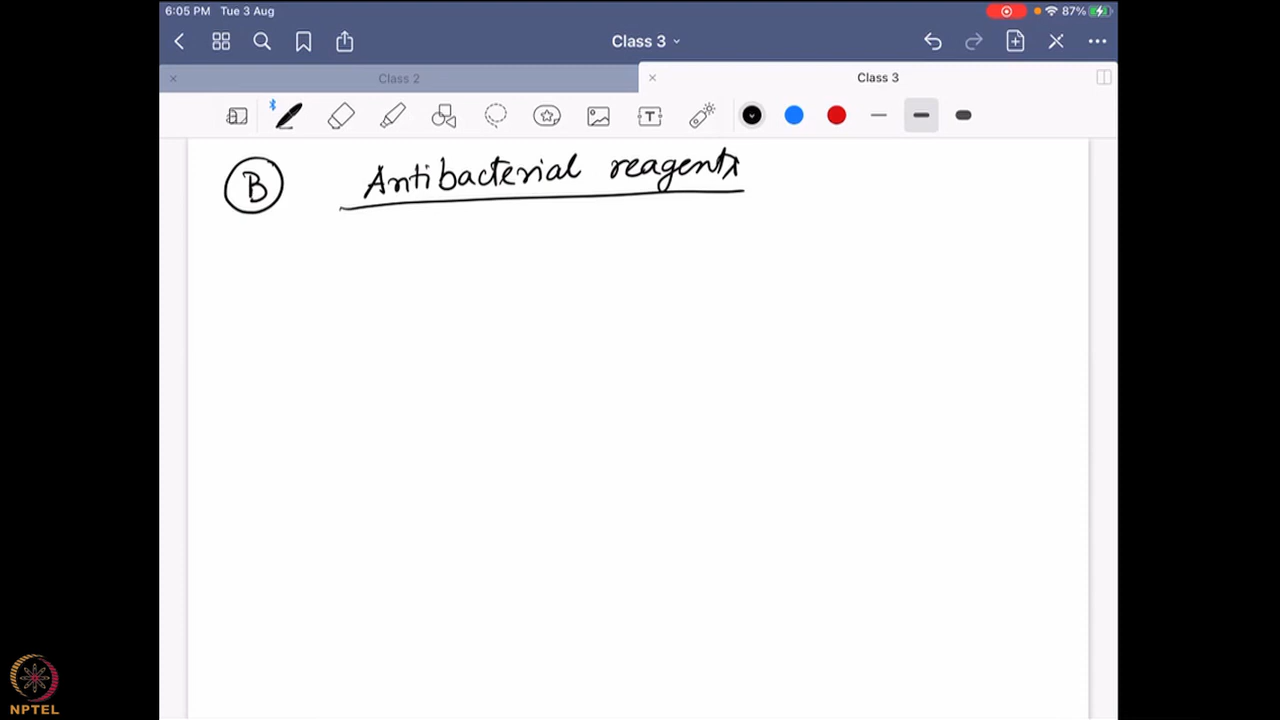 6:05 PM Tue 3 Aug
87%
Class 3
Class 2
Class 3
T
B Antibacterial reagents
NPTEL